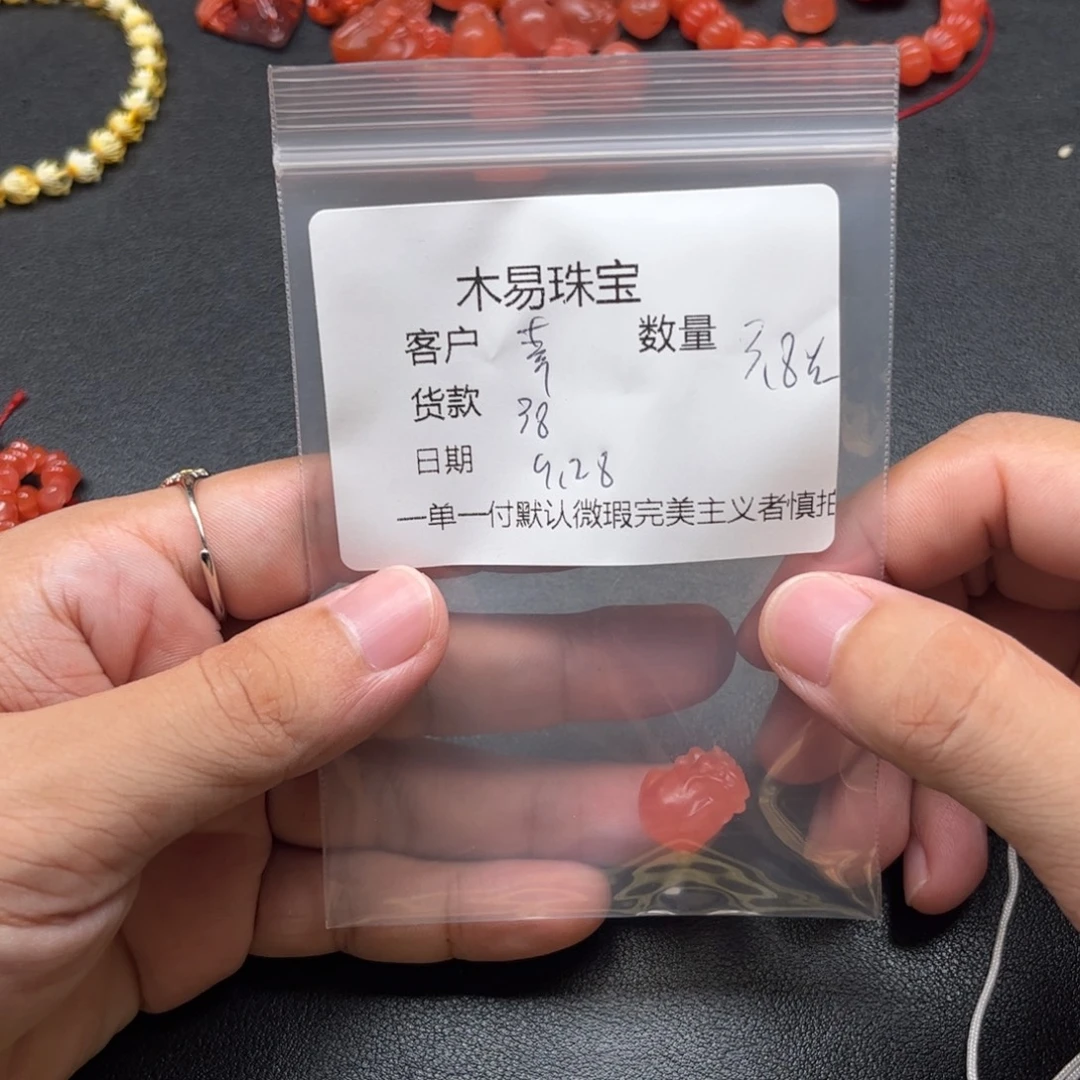 木易珠宝
客户 幸 数量
货款 38
日期 9.28
一单一付默认微瑕完美主义者慎拍